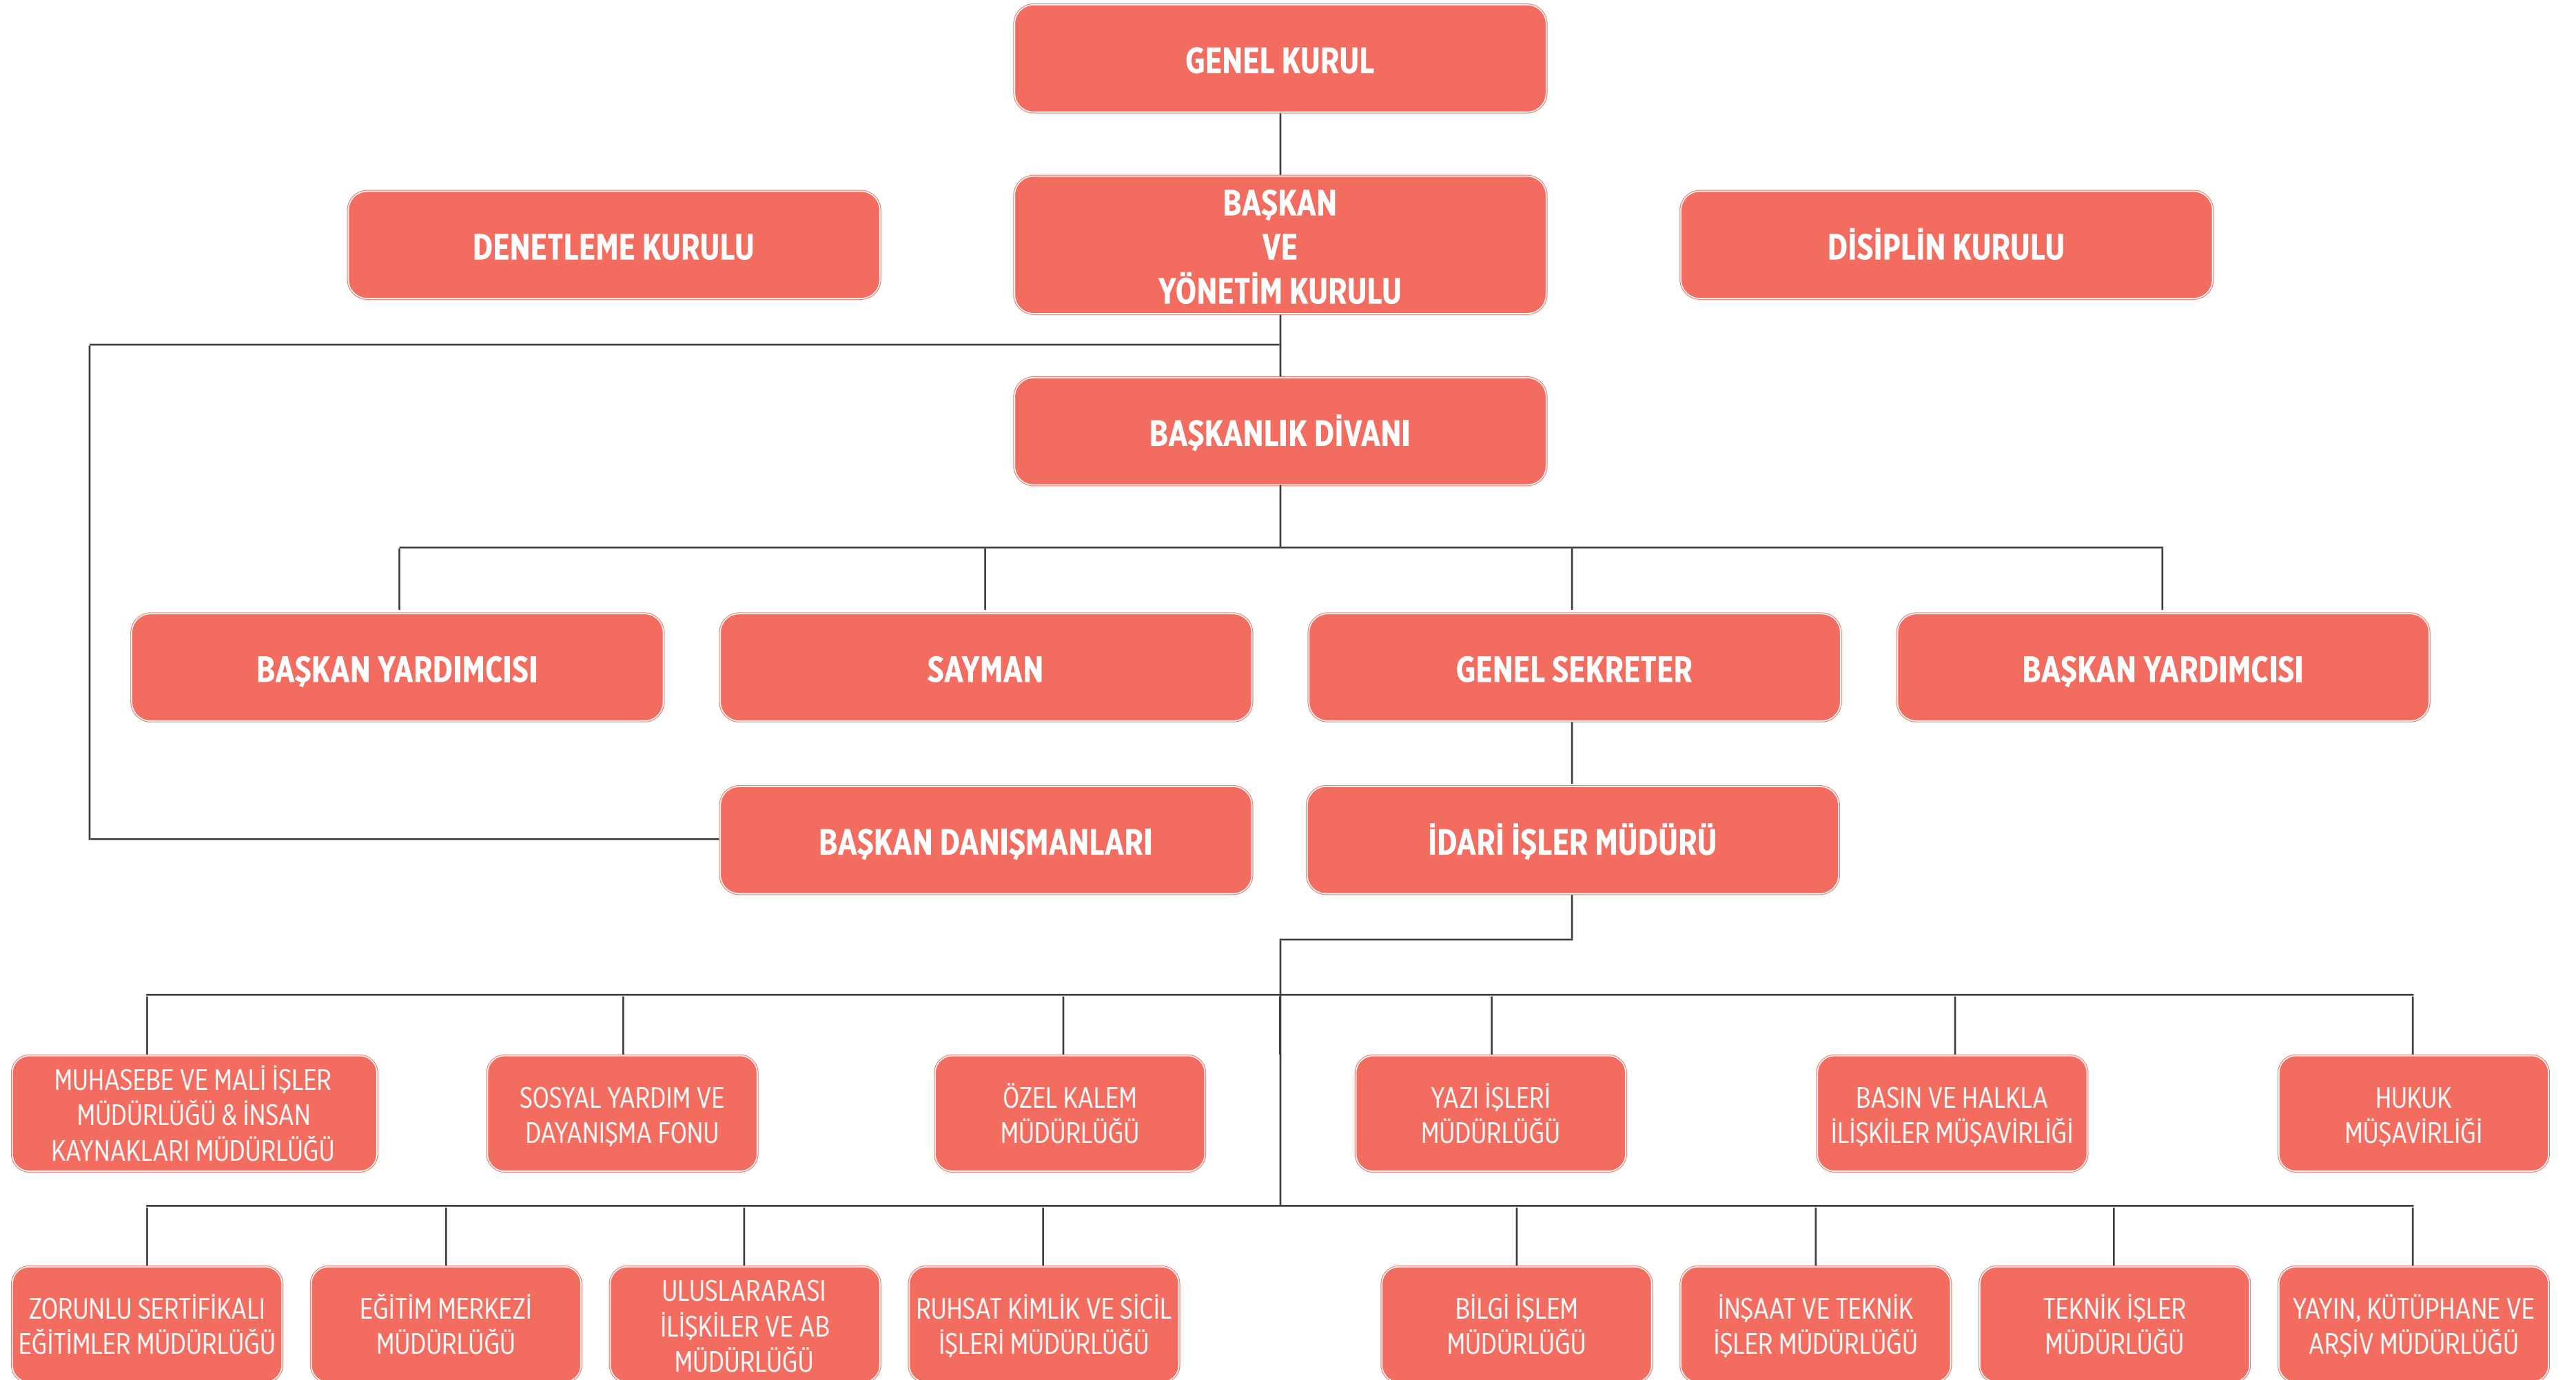 GENEL KURUL
DENETLEME KURULU
BAŞKAN
VE
YÖNETİM KURULU
DİSİPLİN KURULU
BAŞKANLIK DİVANI
BAŞKAN YARDIMCISI
SAYMAN
GENEL SEKRETER
BAŞKAN YARDIMCISI
BAŞKAN DANIŞMANLARI
İDARİ İŞLER MÜDÜRÜ
MUHASEBE VE MALİ İŞLER
MÜDÜRLÜĞÜ & İNSAN
KAYNAKLARI MÜDÜRLÜĞÜ
SOSYAL YARDIM VE
DAYANIŞMA FONU
ÖZEL KALEM
MÜDÜRLÜĞÜ
YAZI İŞLERİ
MÜDÜRLÜĞÜ
BASIN VE HALKLA
İLİŞKİLER MÜŞAVİRLİĞİ
HUKUK
MÜŞAVİRLİĞİ
ZORUNLU SERTİFİKALI
EĞİTİMLER MÜDÜRLÜĞÜ
EĞİTİM MERKEZİ
MÜDÜRLÜĞÜ
ULUSLARARASI
İLİŞKİLER VE AB
MÜDÜRLÜĞÜ
RUHSAT KİMLİK VE SİCİL
İŞLERİ MÜDÜRLÜĞÜ
BİLGİ İŞLEM
MÜDÜRLÜĞÜ
İNŞAAT VE TEKNİK
İŞLER MÜDÜRLÜĞÜ
TEKNİK İŞLER
MÜDÜRLÜĞÜ
YAYIN, KÜTÜPHANE VE
ARŞİV MÜDÜRLÜĞÜ